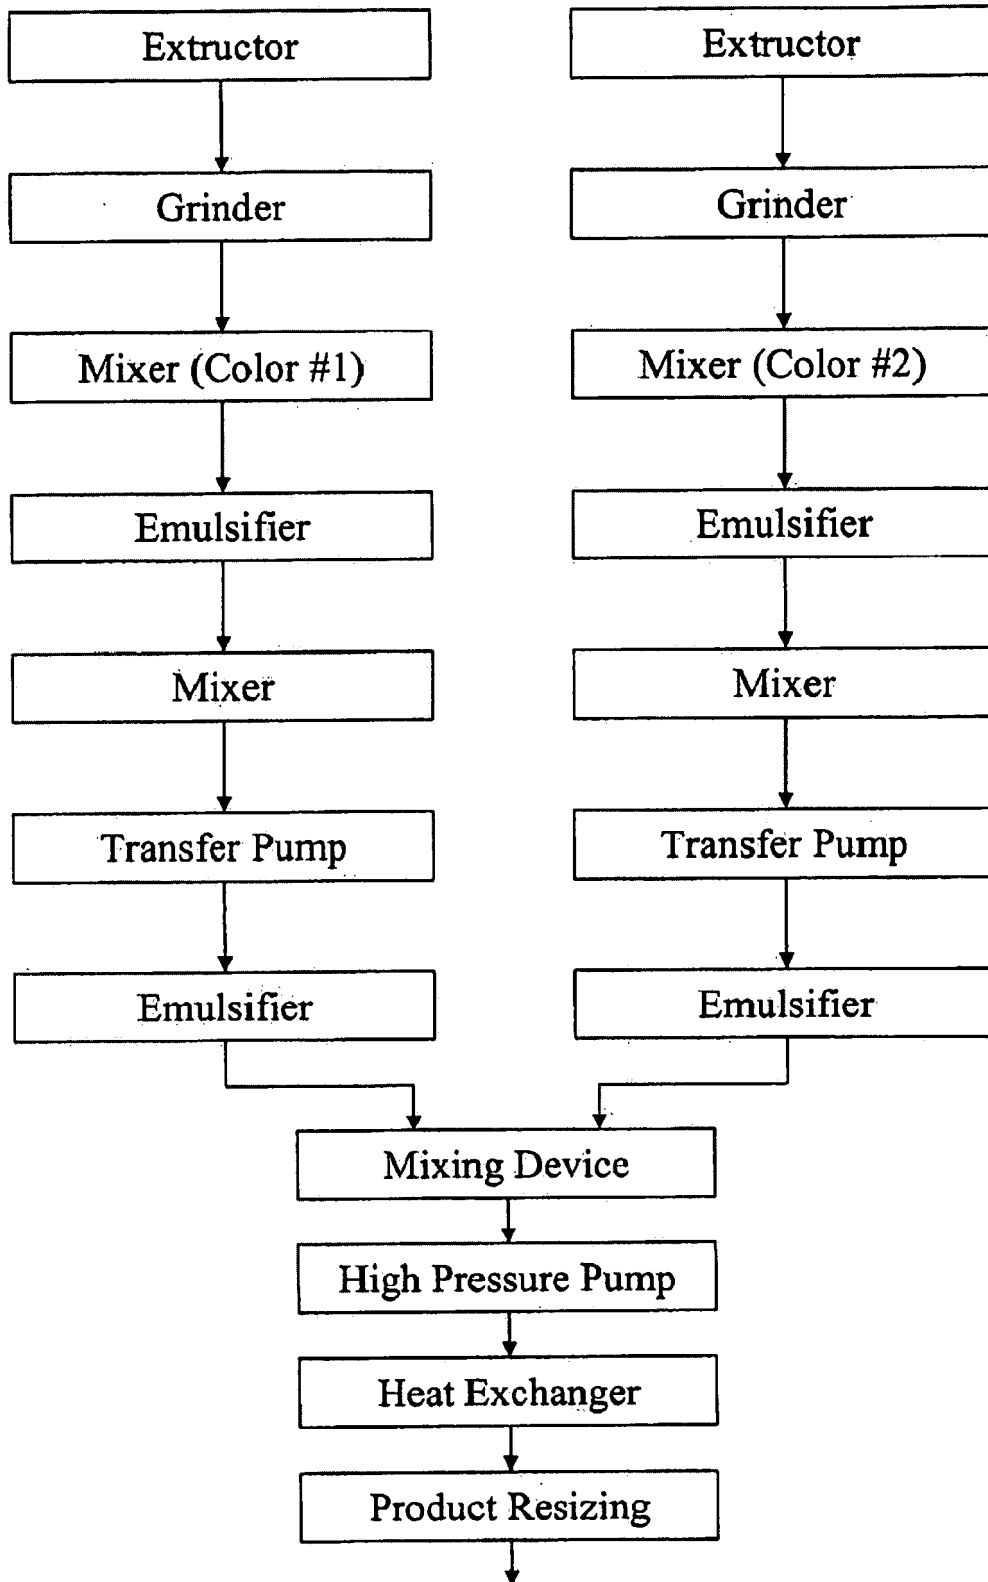 Extructor
Extructor
Grinder
Grinder
Mixer (Color #1)
Mixer (Color #2)
Emulsifier
Emulsifier
Mixer
Mixer
Transfer Pump
Transfer Pump
Emulsifier
Emulsifier
Mixing Device
High Pressure Pump
Heat Exchanger
Product Resizing